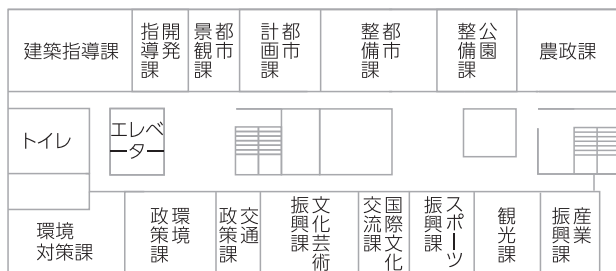 建築指導課
開発
指導課
都市
景観課
都市
計画課
都市
整備課
公園
整備課
農政課
トイレ
エレベ
ーター
環境
対策課
環境
政策課
交通
政策課
文化芸術
振興課
国際文化
交流課
スポーツ
振興課
観光課
産業
振興課